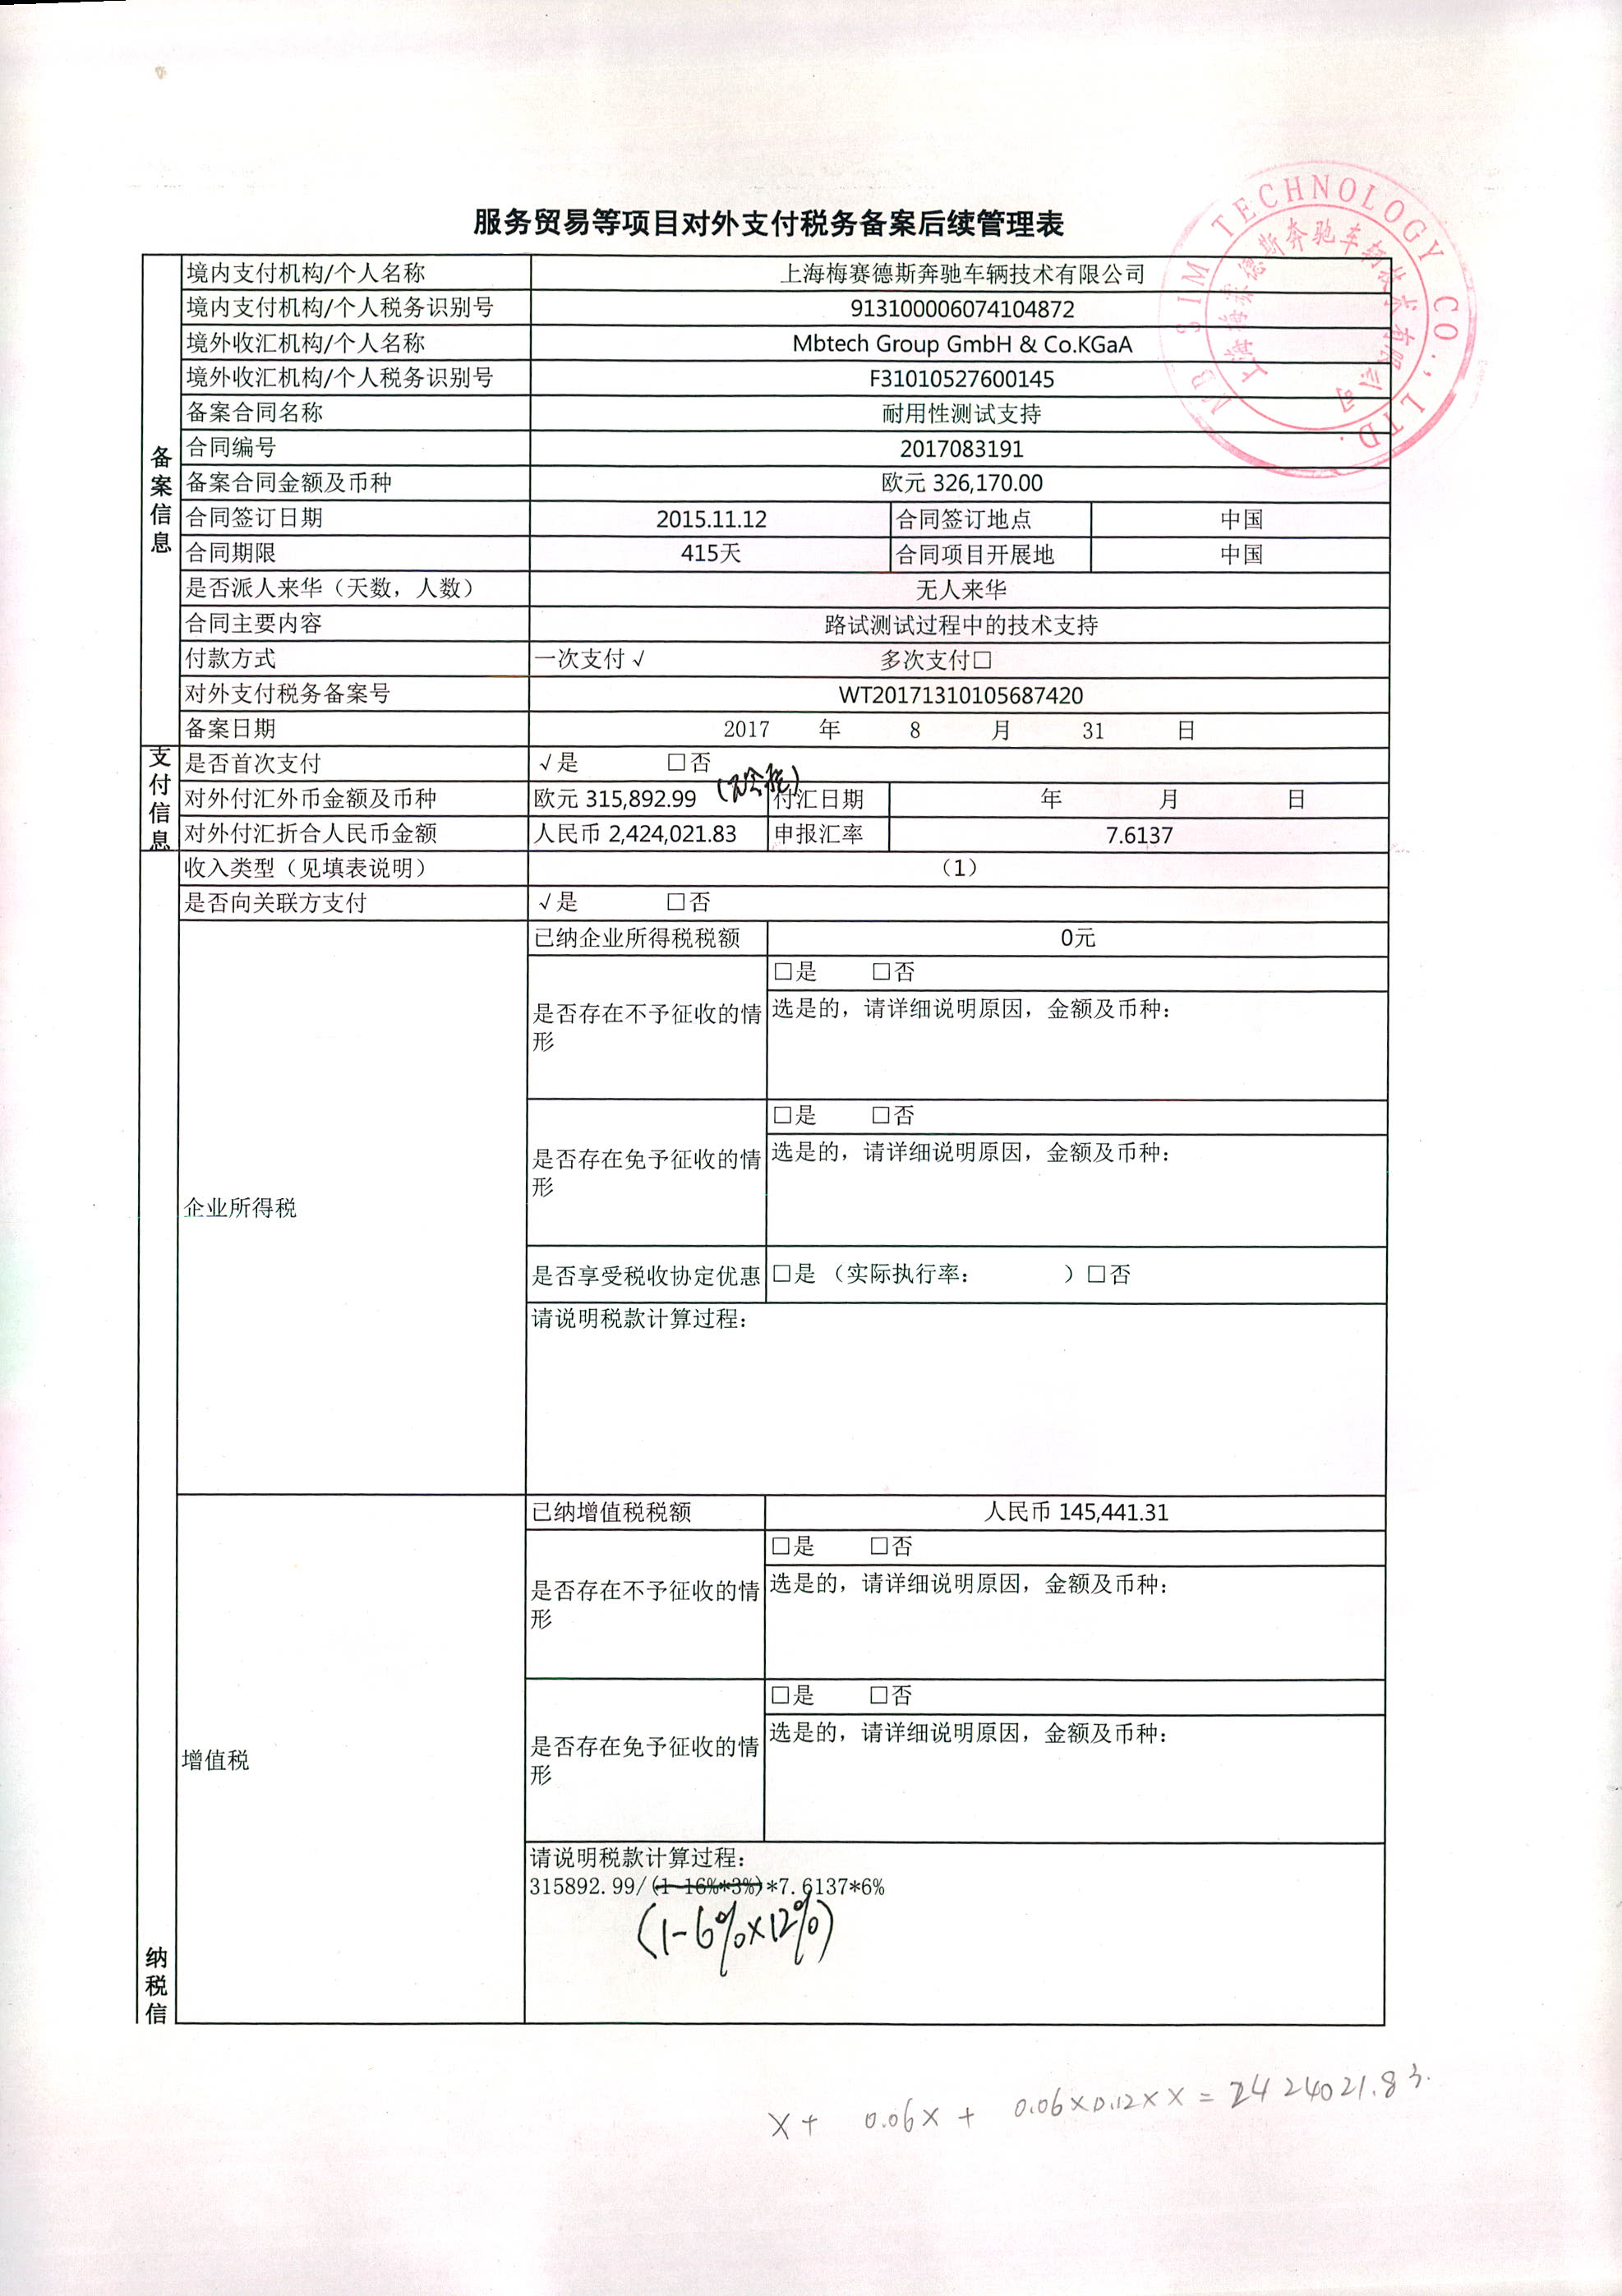 MB SIM TECHNOLOGY CO., LTD.
上海梅赛德斯奔驰车辆技术有限公司
服务贸易等项目对外支付税务备案后续管理表
备案信息
境内支付机构/个人名称 上海梅赛德斯奔驰车辆技术有限公司
境内支付机构/个人税务识别号 913100006074104872
境外收汇机构/个人名称 Mbtech Group GmbH & Co.KGaA
境外收汇机构/个人税务识别号 F31010527600145
备案合同名称 耐用性测试支持
合同编号 2017083191
备案合同金额及币种 欧元 326,170.00
合同签订日期 2015.11.12 合同签订地点 中国
合同期限 415天 合同项目开展地 中国
是否派人来华（天数，人数） 无人来华
合同主要内容 路试测试过程中的技术支持
付款方式 一次支付√ 多次支付□
对外支付税务备案号 WT20171310105687420
备案日期 2017 年 8 月 31 日
支付信息
是否首次支付 √是 □否
对外付汇外币金额及币种 欧元 315,892.99 (不含税) 付汇日期 年 月 日
对外付汇折合人民币金额 人民币 2,424,021.83 申报汇率 7.6137
收入类型（见填表说明） （1）
是否向关联方支付 √是 □否
企业所得税
已纳企业所得税税额 0元
是否存在不予征收的情形
□是 □否
选是的，请详细说明原因，金额及币种：
是否存在免予征收的情形
□是 □否
选是的，请详细说明原因，金额及币种：
是否享受税收协定优惠 □是（实际执行率： ）□否
请说明税款计算过程：
增值税
已纳增值税税额 人民币 145,441.31
是否存在不予征收的情形
□是 □否
选是的，请详细说明原因，金额及币种：
是否存在免予征收的情形
□是 □否
选是的，请详细说明原因，金额及币种：
请说明税款计算过程：
315892.99/(1-16%*3%)*7.6137*6%
(1-6%×12%)
纳税信
X+ 0.06X + 0.06×0.12×X = 2424021.83.